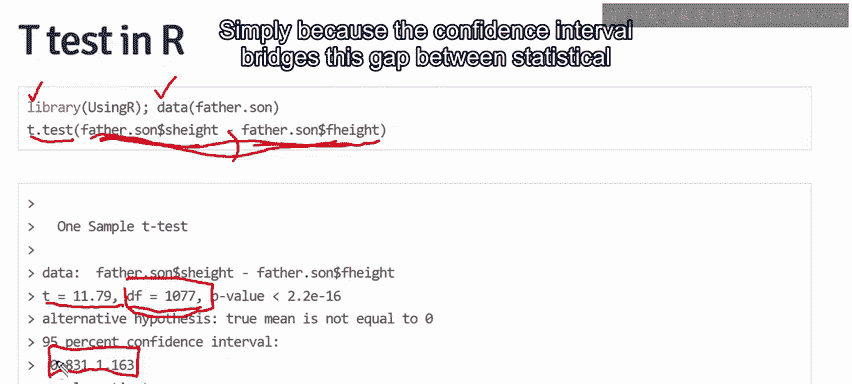 T test in R
Simply because the confidence interval
bridges this gap between statistical
library(UsingR); data(father.son)
t.test(father.son$sheight - father.son$fheight)
>
> One Sample t-test
>
> data: father.son$sheight - father.son$fheight
> t = 11.79, df = 1077, p-value < 2.2e-16
> alternative hypothesis: true mean is not equal to 0
> 95 percent confidence interval:
> 0.831 1.163